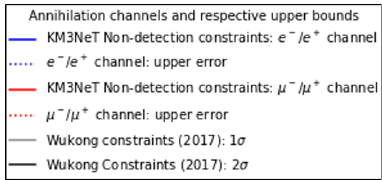 Annihilation channels and respective upper bounds
KM3NeT Non-detection constraints: e⁻/e⁺ channel
e⁻/e⁺ channel: upper error
KM3NeT Non-detection constraints: μ⁻/μ⁺ channel
μ⁻/μ⁺ channel: upper error
Wukong constraints (2017): 1σ
Wukong Constraints (2017): 2σ